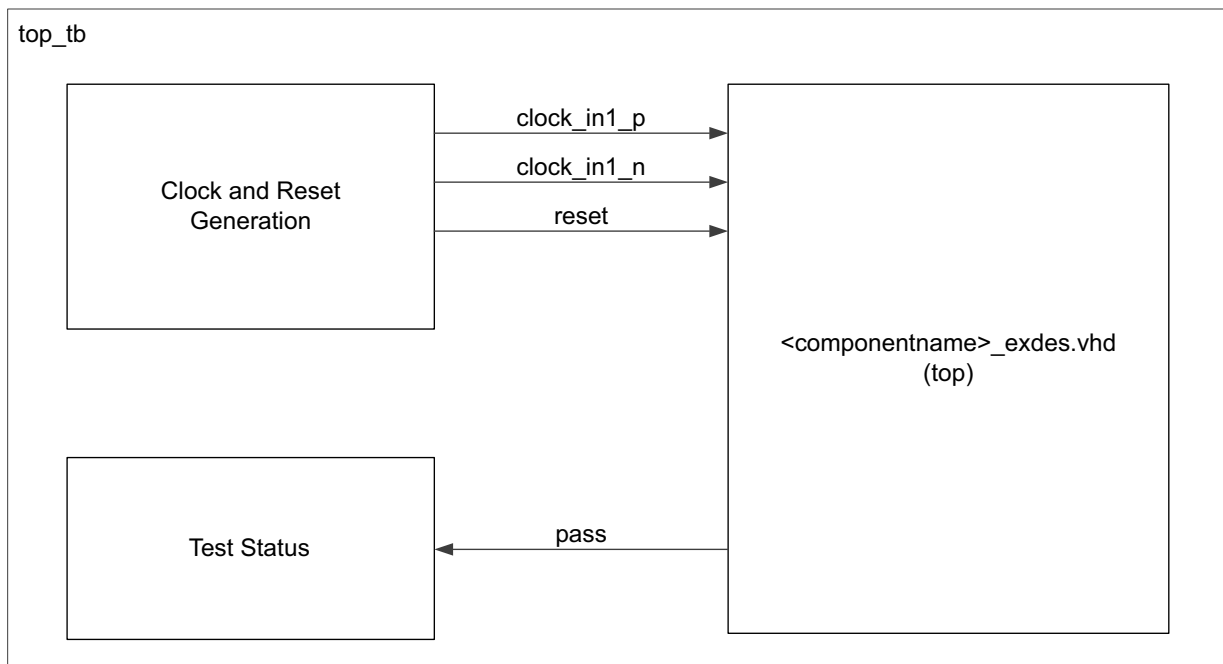 top_tb
clock_in1_p
clock_in1_n
reset
Clock and Reset
Generation
<componentname>_exdes.vhd
(top)
Test Status
pass